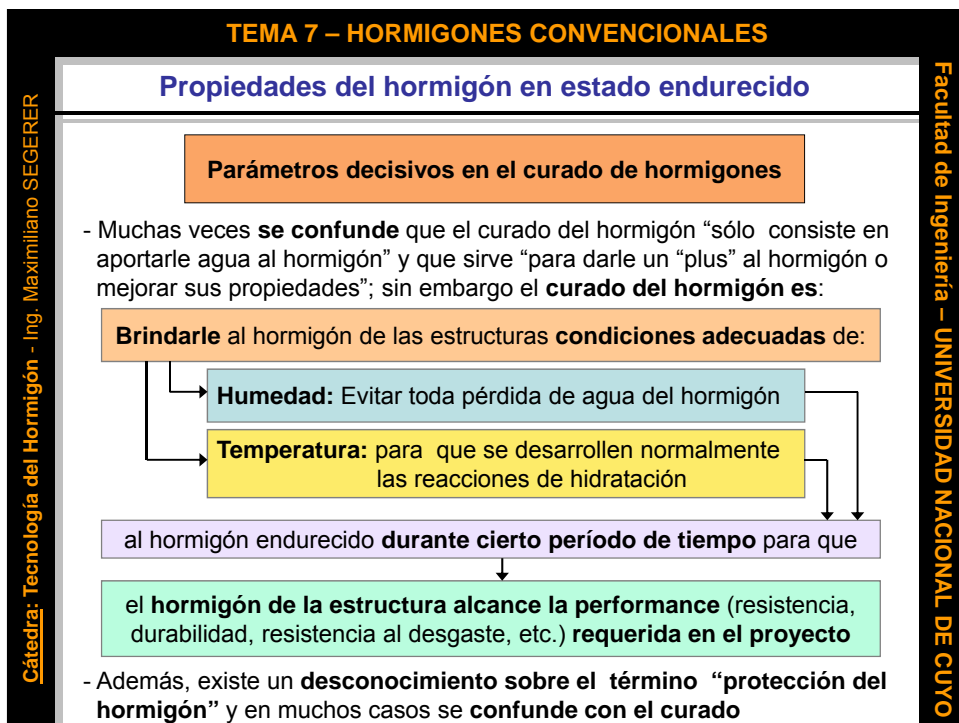 TEMA 7 – HORMIGONES CONVENCIONALES
Propiedades del hormigón en estado endurecido
Parámetros decisivos en el curado de hormigones
- Muchas veces se confunde que el curado del hormigón “sólo consiste en
aportarle agua al hormigón” y que sirve “para darle un “plus” al hormigón o
mejorar sus propiedades”; sin embargo el curado del hormigón es:
Brindarle al hormigón de las estructuras condiciones adecuadas de:
Humedad: Evitar toda pérdida de agua del hormigón
Temperatura: para que se desarrollen normalmente
las reacciones de hidratación
al hormigón endurecido durante cierto período de tiempo para que
el hormigón de la estructura alcance la performance (resistencia,
durabilidad, resistencia al desgaste, etc.) requerida en el proyecto
- Además, existe un desconocimiento sobre el término “protección del
hormigón” y en muchos casos se confunde con el curado
Cátedra: Tecnología del Hormigón - Ing. Maximiliano SEGERER
Facultad de Ingeniería – UNIVERSIDAD NACIONAL DE CUYO